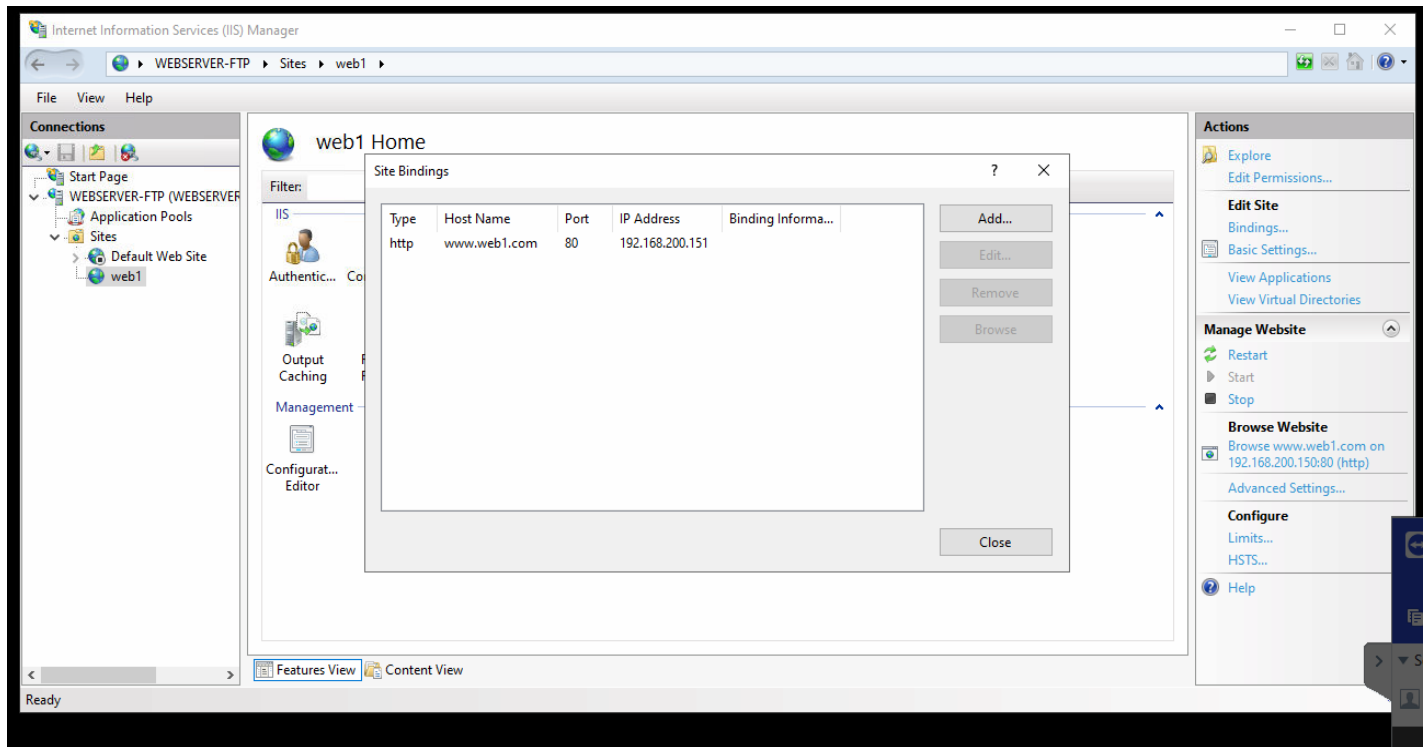 Internet Information Services (IIS) Manager
WEBSERVER-FTP Sites web1
File View Help
Connections
Start Page
WEBSERVER-FTP (WEBSERVER
Application Pools
Sites
Default Web Site
web1
web1 Home
Filter:
IIS
Authentic... Co
Output
Caching
Management
Configurat...
Editor
Site Bindings ?
Type Host Name Port IP Address Binding Informa...
http www.web1.com 80 192.168.200.151
Add...
Edit...
Remove
Browse
Close
Features View Content View
Actions
Explore
Edit Permissions...
Edit Site
Bindings...
Basic Settings...
View Applications
View Virtual Directories
Manage Website
Restart
Start
Stop
Browse Website
Browse www.web1.com on
192.168.200.150:80 (http)
Advanced Settings...
Configure
Limits...
HSTS...
Help
Ready